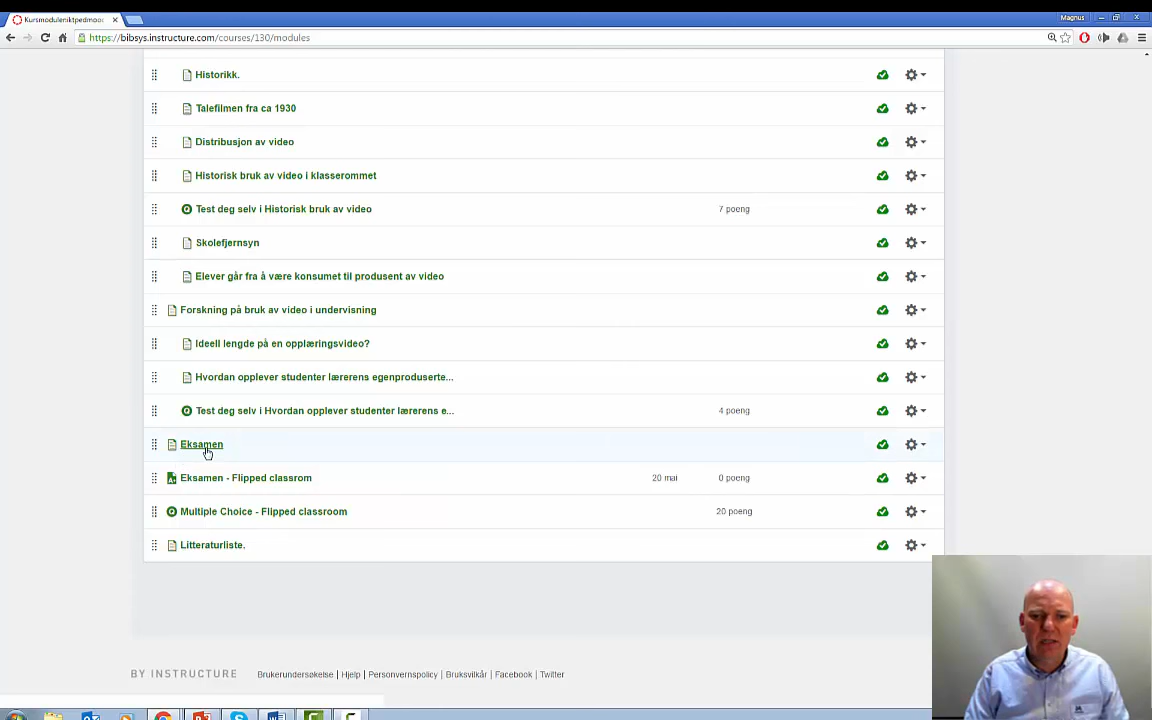 Kursmoduleniktpedmoo
Magnus
https://bibsys.instructure.com/courses/130/modules
Historikk.
Talefilmen fra ca 1930
Distribusjon av video
Historisk bruk av video i klasserommet
Test deg selv i Historisk bruk av video 7 poeng
Skolefjernsyn
Elever går fra å være konsumet til produsent av video
Forskning på bruk av video i undervisning
Ideell lengde på en opplæringsvideo?
Hvordan opplever studenter lærerens egenproduserte...
Test deg selv i Hvordan opplever studenter lærerens e... 4 poeng
Eksamen
Eksamen - Flipped classrom 20 mai 0 poeng
Multiple Choice - Flipped classroom 20 poeng
Litteraturliste.
BY INSTRUCTURE Brukerundersøkelse | Hjelp | Personvernspolicy | Bruksvilkår | Facebook | Twitter